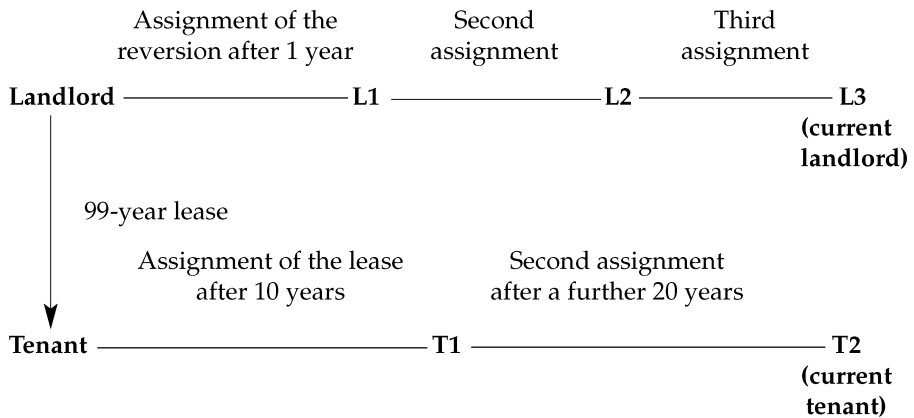 Assignment of the
reversion after 1 year
Second
assignment
Third
assignment
Landlord
L1
L2
L3
(current
landlord)
99-year lease
Assignment of the lease
after 10 years
Second assignment
after a further 20 years
Tenant
T1
T2
(current
tenant)